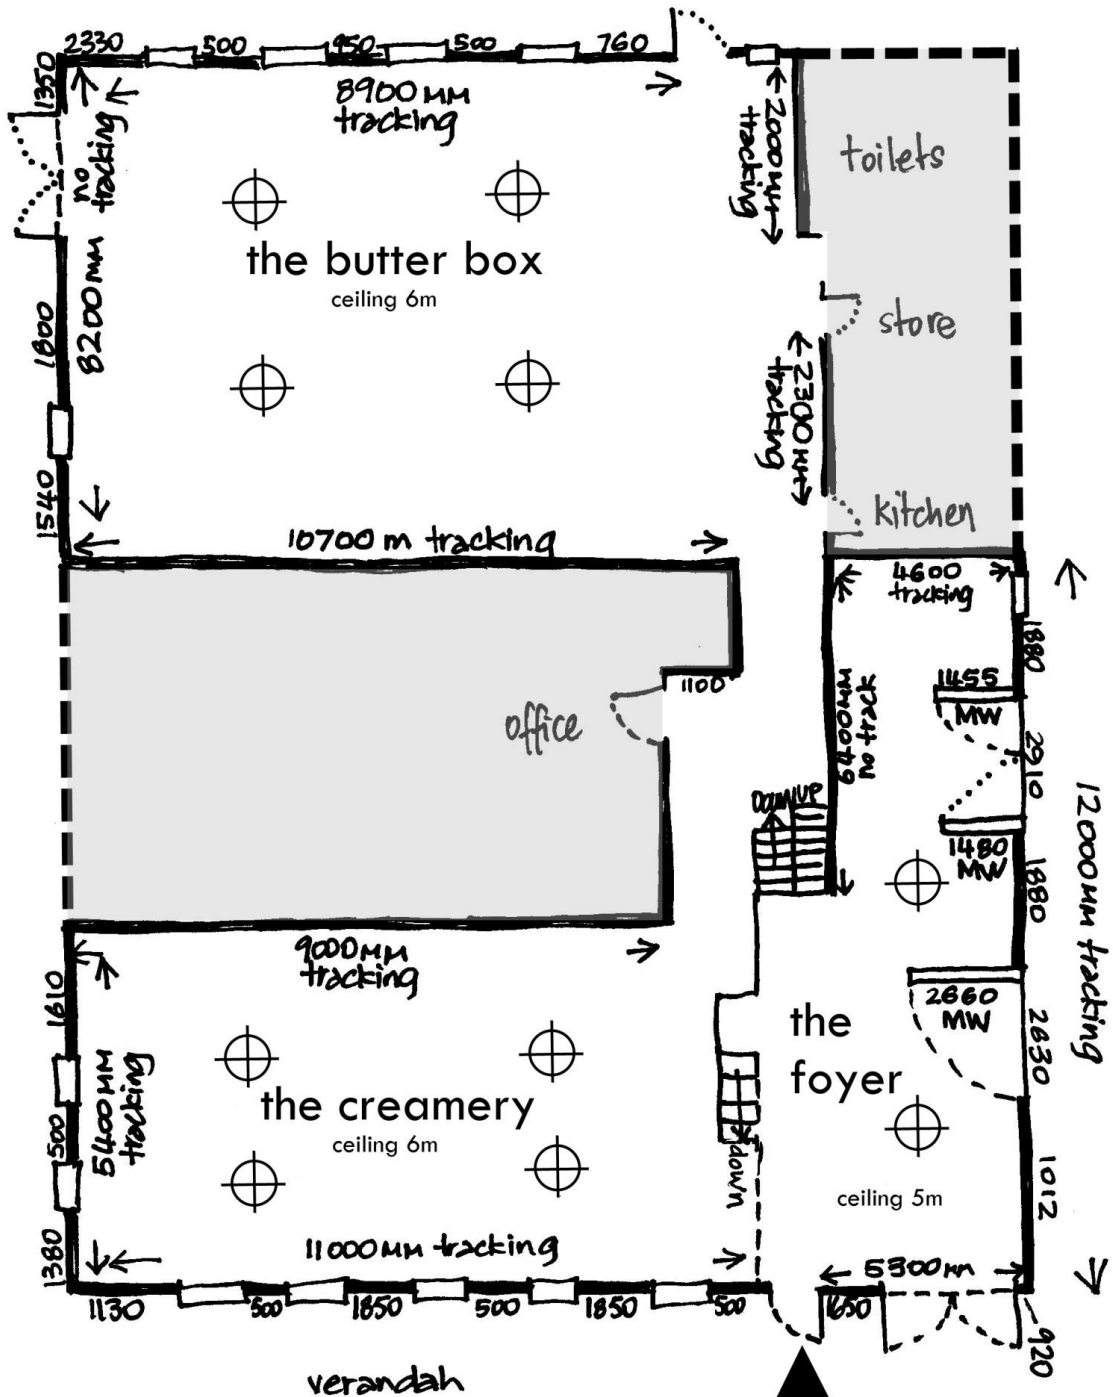 2330
500
950
500
760
1350
8900MM
tracking
no
tracking
8200MM
1800
1540
2000MM
tracking
toilets
the butter box
ceiling 6m
store
2300MM
tracking
kitchen
10700 m tracking
4600
tracking
1880
1455
MW
1100
office
6400MM
no track
2910
DOWN
UP
1480
MW
1880
12000MM tracking
9000MM
tracking
1610
2660
MW
the
foyer
2630
5400MM
tracking
500
the creamery
ceiling 6m
down
ceiling 5m
1012
1380
11000MM tracking
5300MM
1130
500
1850
500
1850
500
1650
920
verandah